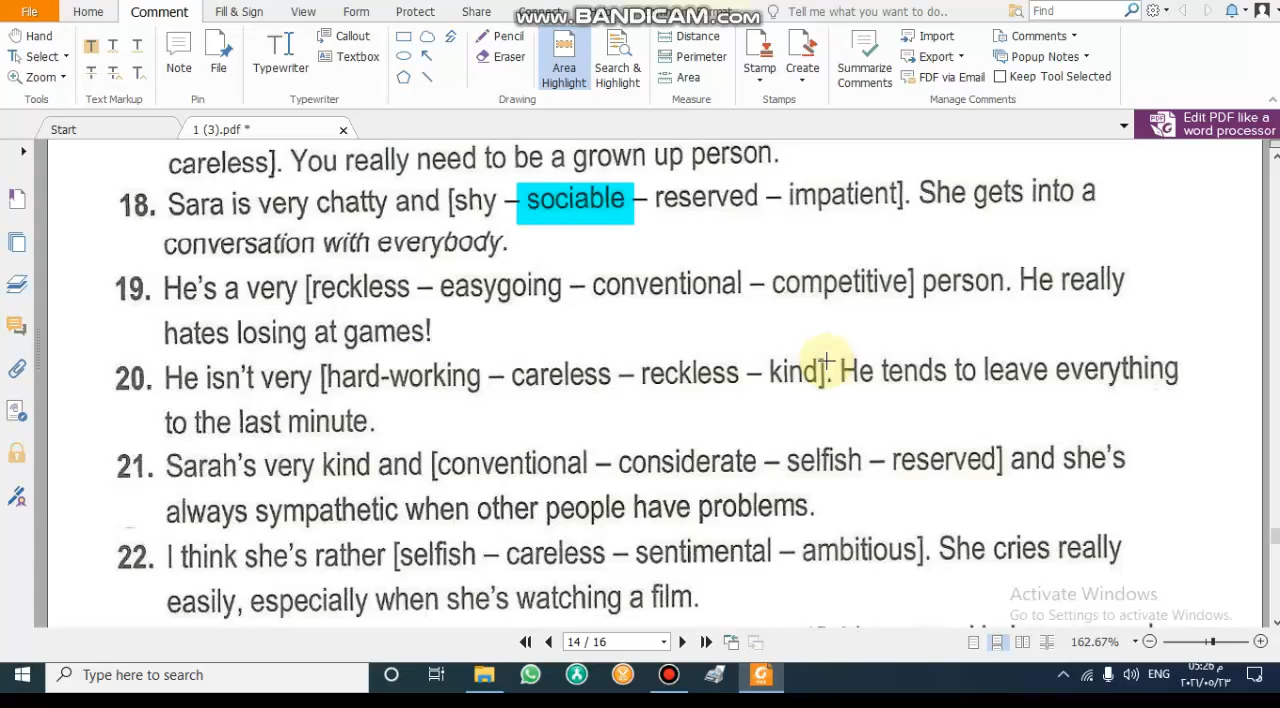 www.BANDICAM.com
File Home Comment Fill & Sign View Form Protect Share Tell me what you want to do.. Find
Hand Callout Pencil Distance Import Comments
Select Textbox Eraser Perimeter Export Popup Notes
Zoom Note File Typewriter Area Highlight Search & Highlight Area Stamp Create Summarize Comments FDF via Email Keep Tool Selected
Tools Text Markup Pin Typewriter Drawing Measure Stamps Manage Comments
Start 1 (3).pdf * Edit PDF like a word processor
careless]. You really need to be a grown up person.
18. Sara is very chatty and [shy – sociable – reserved – impatient]. She gets into a
conversation with everybody.
19. He's a very [reckless – easygoing – conventional – competitive] person. He really
hates losing at games!
20. He isn't very [hard-working – careless – reckless – kind]. He tends to leave everything
to the last minute.
21. Sarah's very kind and [conventional – considerate – selfish – reserved] and she's
always sympathetic when other people have problems.
22. I think she's rather [selfish – careless – sentimental – ambitious]. She cries really
easily, especially when she's watching a film.
Activate Windows
Go to Settings to activate Windows.
14 / 16 162.67%
Type here to search ENG م 05:26
٢٠٢١/٠٥/٢٣